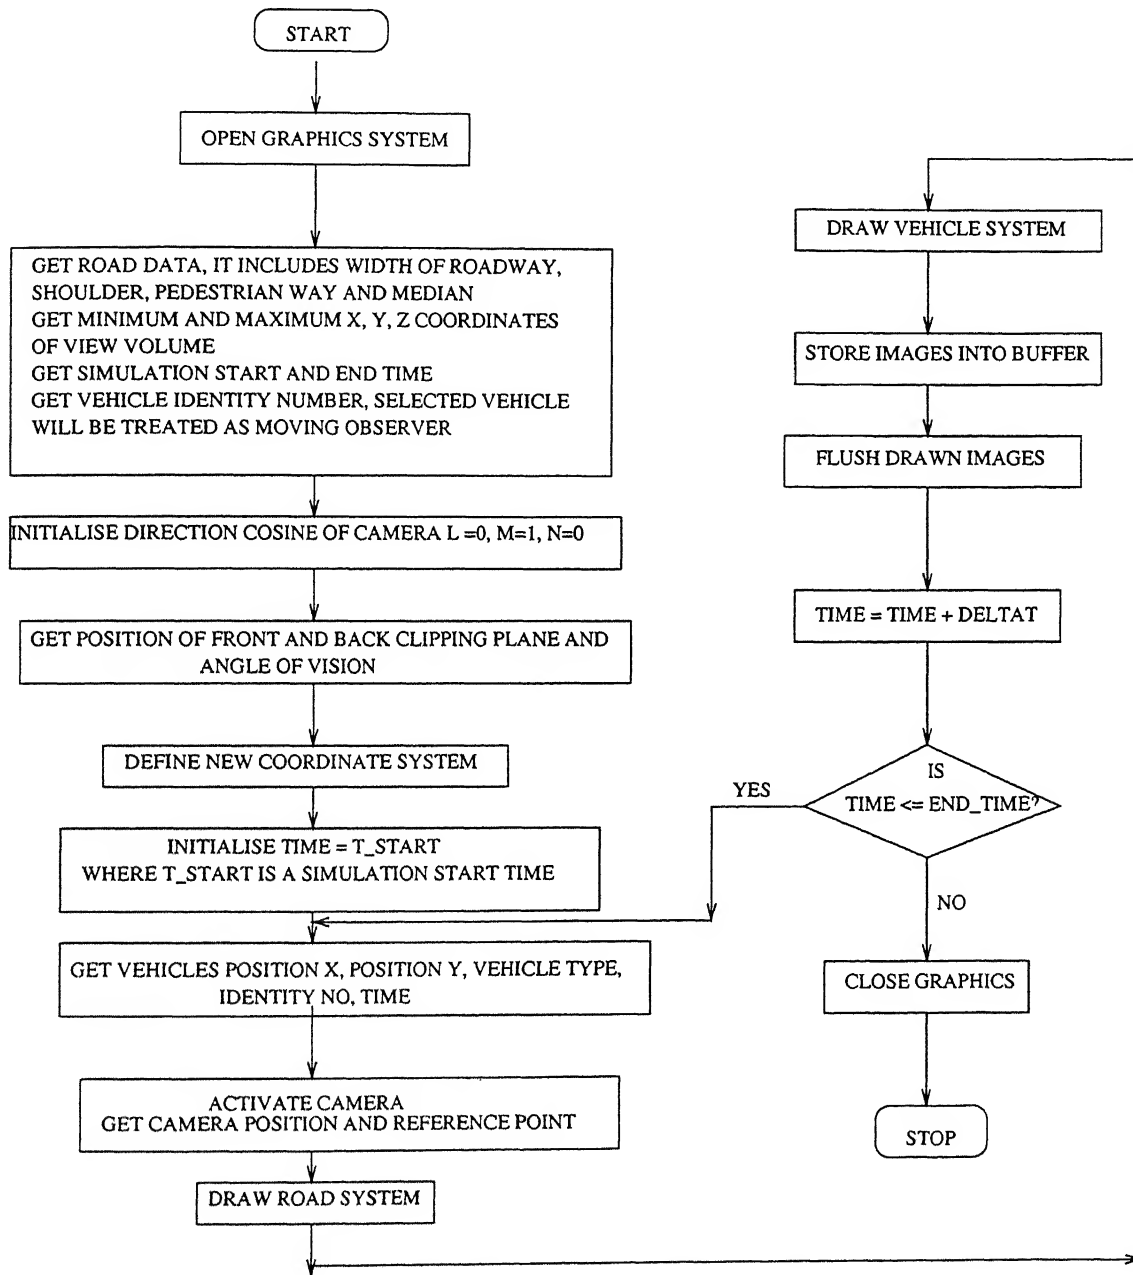 START
OPEN GRAPHICS SYSTEM
GET ROAD DATA, IT INCLUDES WIDTH OF ROADWAY,
SHOULDER, PEDESTRIAN WAY AND MEDIAN
GET MINIMUM AND MAXIMUM X, Y, Z COORDINATES
OF VIEW VOLUME
GET SIMULATION START AND END TIME
GET VEHICLE IDENTITY NUMBER, SELECTED VEHICLE
WILL BE TREATED AS MOVING OBSERVER
INITIALISE DIRECTION COSINE OF CAMERA L =0, M=1, N=0
GET POSITION OF FRONT AND BACK CLIPPING PLANE AND
ANGLE OF VISION
DEFINE NEW COORDINATE SYSTEM
INITIALISE TIME = T_START
WHERE T_START IS A SIMULATION START TIME
GET VEHICLES POSITION X, POSITION Y, VEHICLE TYPE,
IDENTITY NO, TIME
ACTIVATE CAMERA
GET CAMERA POSITION AND REFERENCE POINT
DRAW ROAD SYSTEM
DRAW VEHICLE SYSTEM
STORE IMAGES INTO BUFFER
FLUSH DRAWN IMAGES
TIME = TIME + DELTAT
IS
TIME <= END_TIME?
YES
NO
CLOSE GRAPHICS
STOP